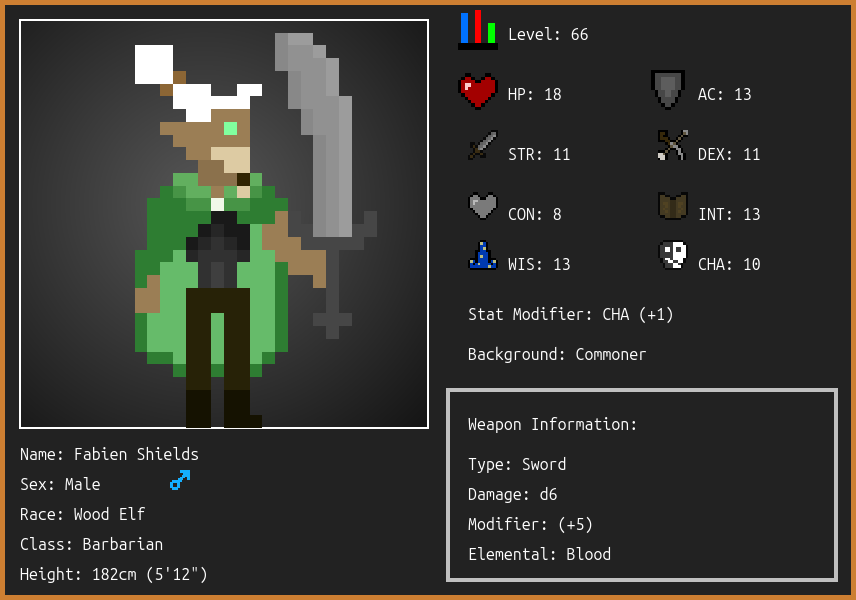 Level: 66
HP: 18
AC: 13
STR: 11
DEX: 11
CON: 8
INT: 13
WIS: 13
CHA: 10
Stat Modifier: CHA (+1)
Background: Commoner
Weapon Information:
Type: Sword
Damage: d6
Modifier: (+5)
Elemental: Blood
Name: Fabien Shields
Sex: Male
Race: Wood Elf
Class: Barbarian
Height: 182cm (5'12")